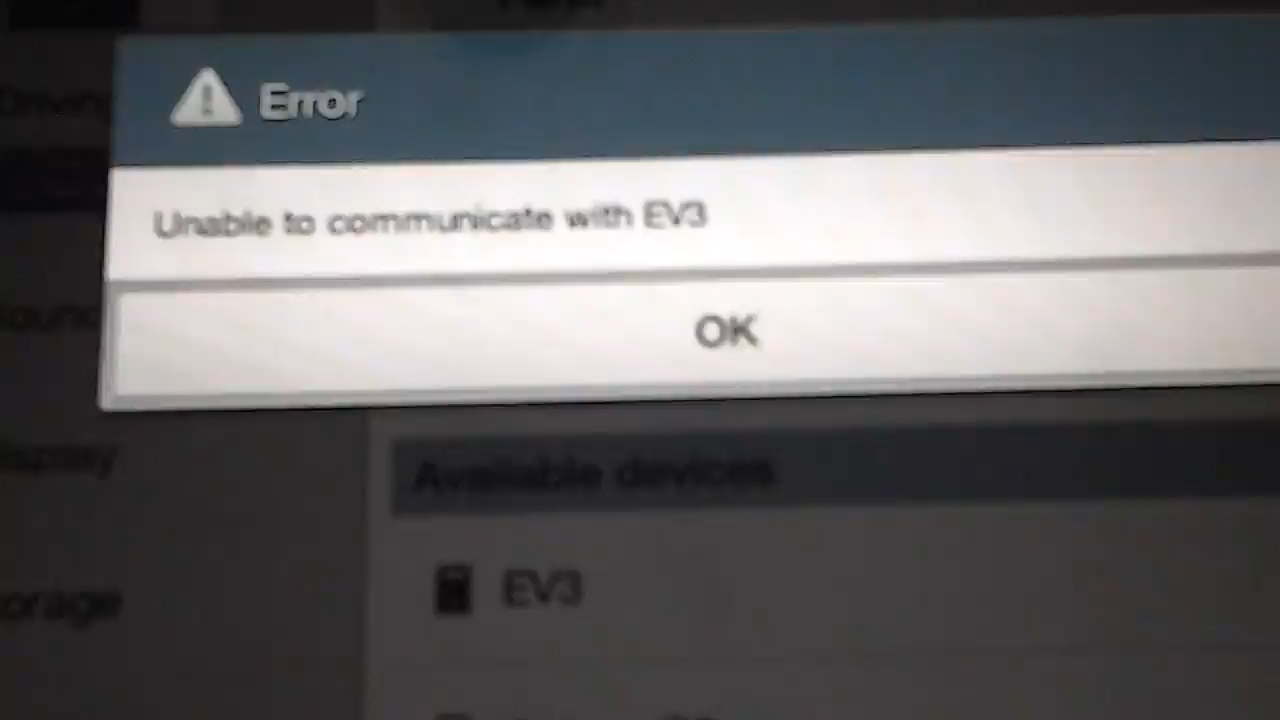 Error
Unable to communicate with EV3
OK
Available devices
EV3